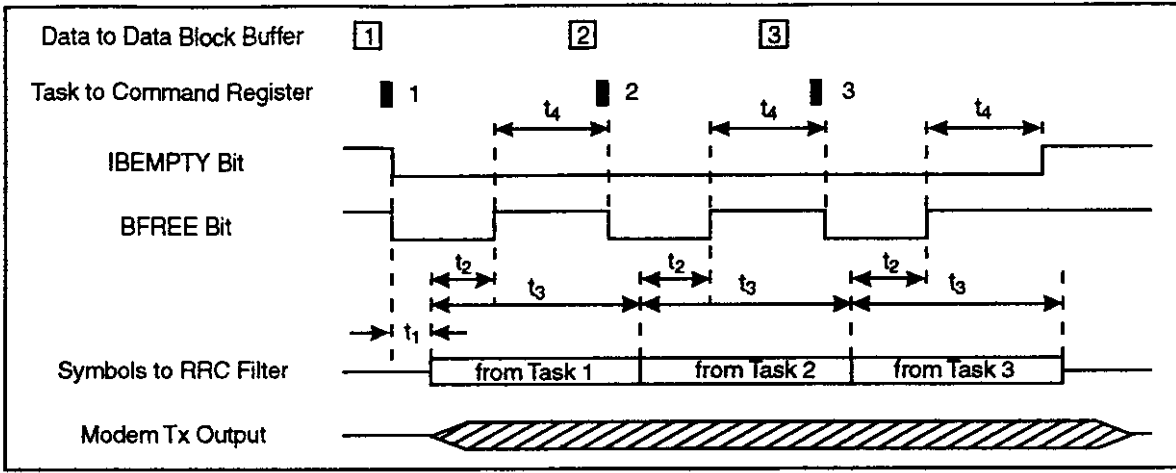 Data to Data Block Buffer 1 2 3
Task to Command Register 1 2 3
t4 t4 t4
IBEMPTY Bit
BFREE Bit
t2 t2 t2
t3 t3 t3
t1
Symbols to RRC Filter from Task 1 from Task 2 from Task 3
Modem Tx Output